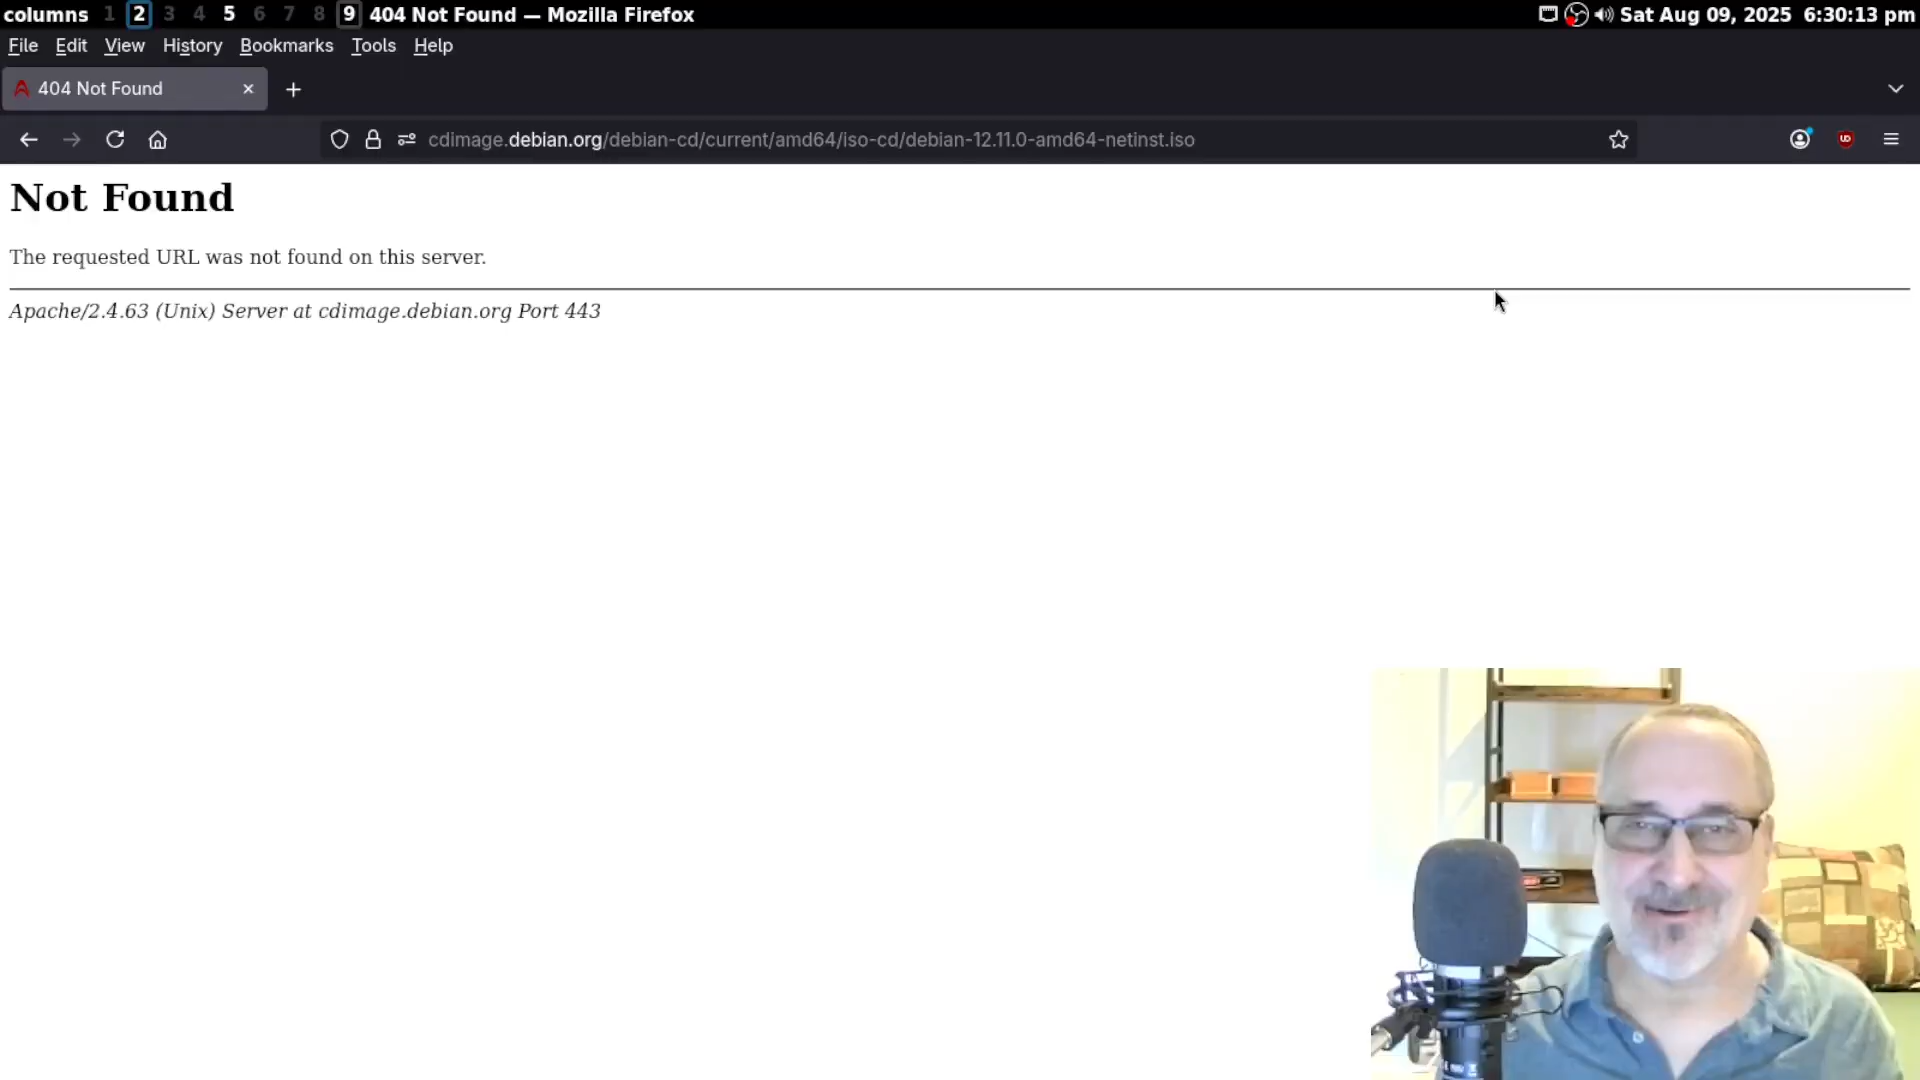 columns 1 2 3 4 5 6 7 8 9 404 Not Found — Mozilla Firefox
Sat Aug 09, 2025 6:30:13 pm
File Edit View History Bookmarks Tools Help
404 Not Found
cdimage.debian.org/debian-cd/current/amd64/iso-cd/debian-12.11.0-amd64-netinst.iso
Not Found
The requested URL was not found on this server.
Apache/2.4.63 (Unix) Server at cdimage.debian.org Port 443